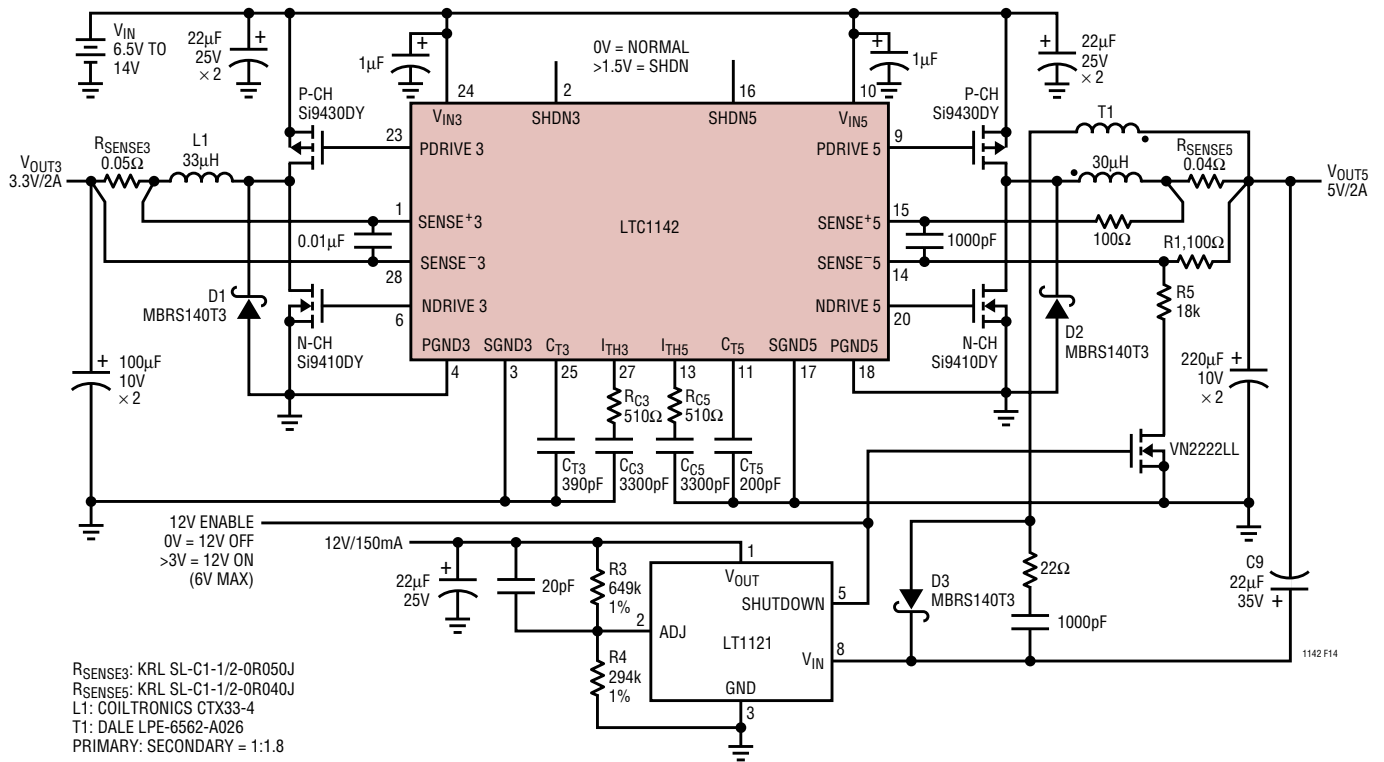 VIN
6.5V TO
14V
22µF
25V
× 2
+
1µF
+
0V = NORMAL
>1.5V = SHDN
+
1µF
+
22µF
25V
× 2
P-CH
Si9430DY
24
2
16
10
P-CH
Si9430DY
T1
VIN3
SHDN3
SHDN5
VIN5
23
PDRIVE 3
PDRIVE 5
9
VOUT3
3.3V/2A
RSENSE3
0.05Ω
L1
33µH
30µH
RSENSE5
0.04Ω
VOUT5
5V/2A
1
SENSE+3
LTC1142
SENSE+5
15
0.01µF
1000pF
100Ω
R1,100Ω
SENSE−3
28
SENSE−5
14
D1
MBRS140T3
NDRIVE 3
6
NDRIVE 5
20
R5
18k
N-CH
Si9410DY
N-CH
Si9410DY
D2
MBRS140T3
PGND3
SGND3
CT3
ITH3
ITH5
CT5
SGND5
PGND5
4
3
25
27
13
11
17
18
+
100µF
10V
× 2
RC3
510Ω
RC5
510Ω
220µF
10V
× 2
+
VN2222LL
CT3
390pF
CC3
3300pF
CC5
3300pF
CT5
200pF
12V ENABLE
0V = 12V OFF
>3V = 12V ON
(6V MAX)
12V/150mA
22µF
25V
+
20pF
R3
649k
1%
1
VOUT
SHUTDOWN
5
2
ADJ
LT1121
VIN
8
R4
294k
1%
GND
3
D3
MBRS140T3
22Ω
1000pF
C9
22µF
35V
+
1142 F14
RSENSE3: KRL SL-C1-1/2-0R050J
RSENSE5: KRL SL-C1-1/2-0R040J
L1: COILTRONICS CTX33-4
T1: DALE LPE-6562-A026
PRIMARY: SECONDARY = 1:1.8